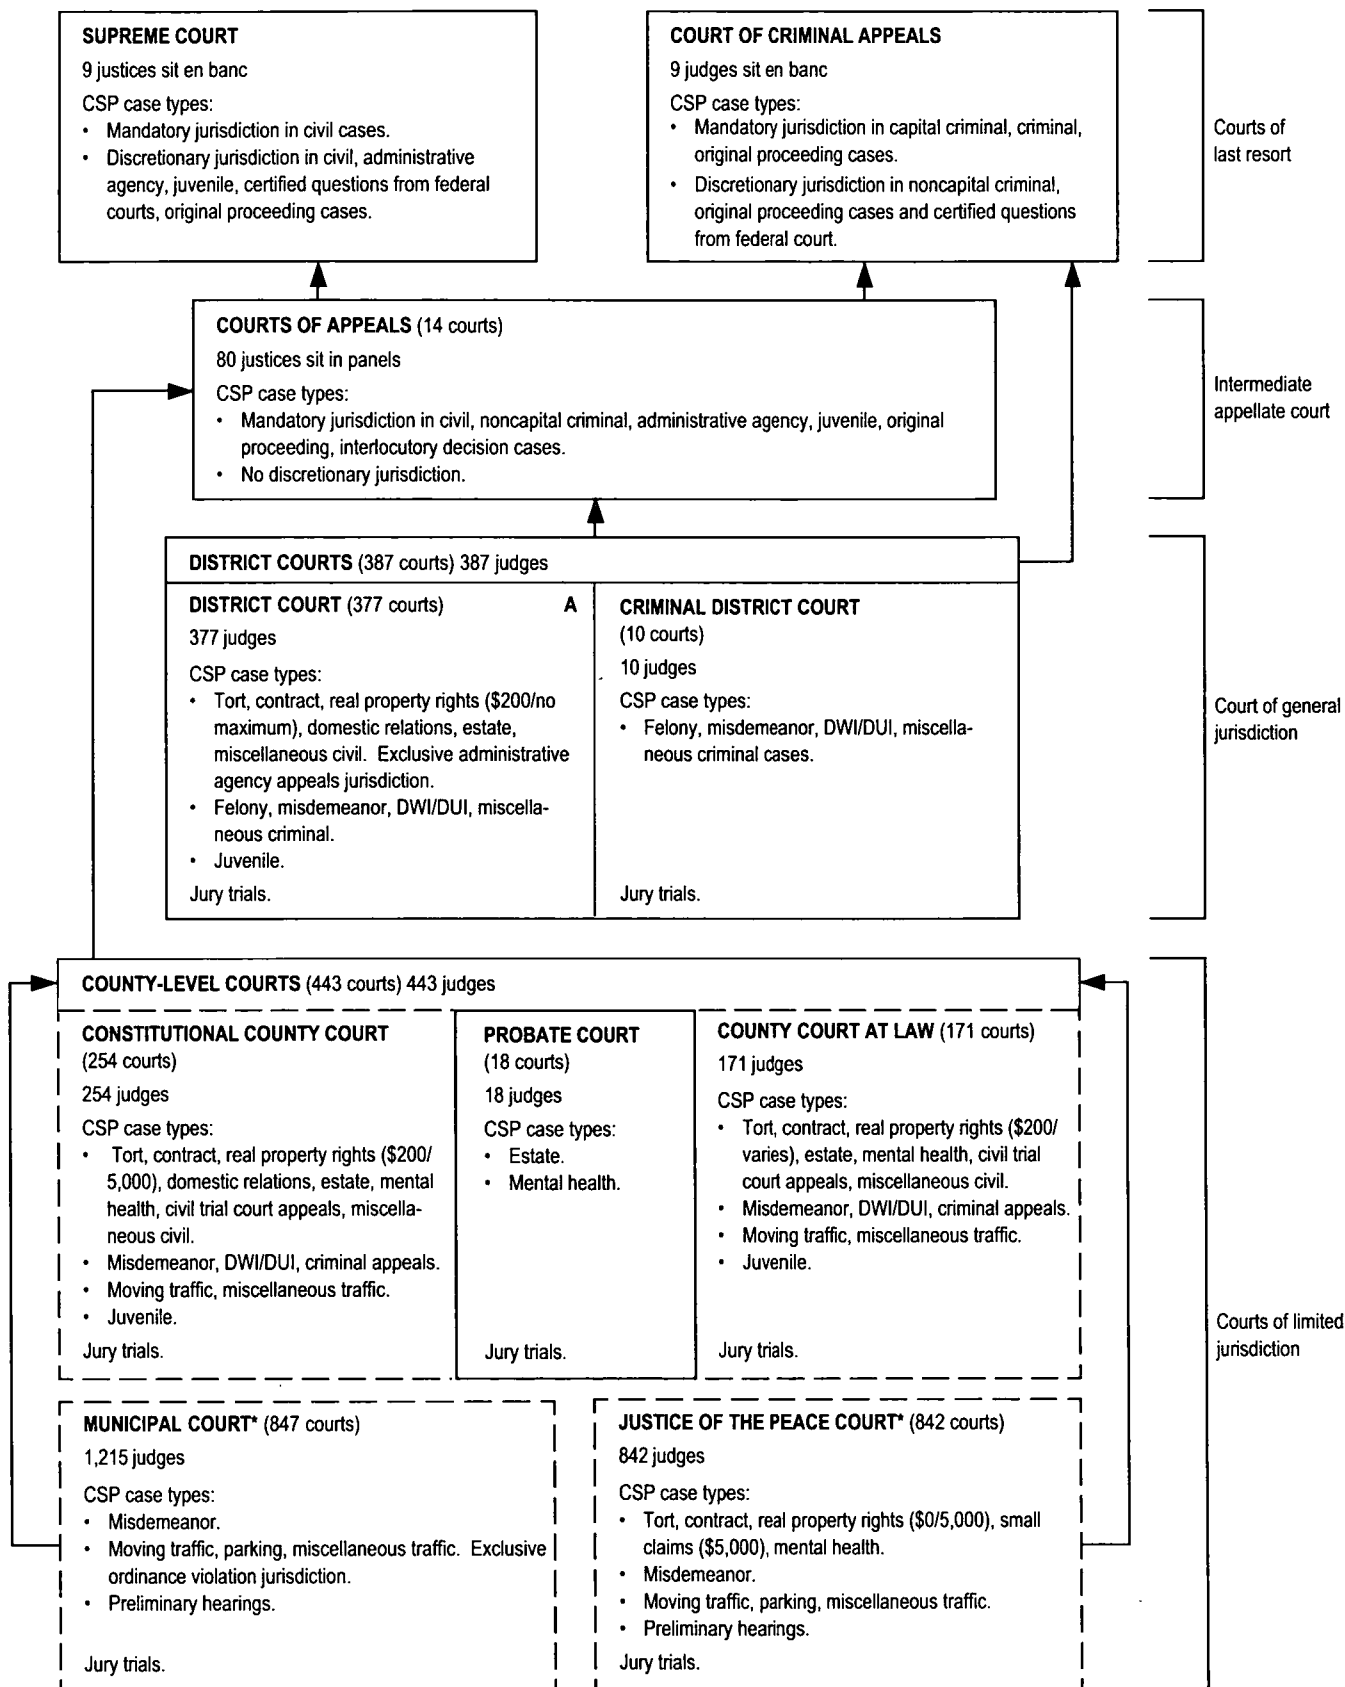 SUPREME COURT
9 justices sit en banc
CSP case types:
• Mandatory jurisdiction in civil cases.
• Discretionary jurisdiction in civil, administrative
agency, juvenile, certified questions from federal
courts, original proceeding cases.
COURT OF CRIMINAL APPEALS
9 judges sit en banc
CSP case types:
• Mandatory jurisdiction in capital criminal, criminal,
original proceeding cases.
• Discretionary jurisdiction in noncapital criminal,
original proceeding cases and certified questions
from federal court.
Courts of
last resort
COURTS OF APPEALS (14 courts)
80 justices sit in panels
CSP case types:
• Mandatory jurisdiction in civil, noncapital criminal, administrative agency, juvenile, original
proceeding, interlocutory decision cases.
• No discretionary jurisdiction.
Intermediate
appellate court
DISTRICT COURTS (387 courts) 387 judges
DISTRICT COURT (377 courts) A
377 judges
CSP case types:
• Tort, contract, real property rights ($200/no
maximum), domestic relations, estate,
miscellaneous civil. Exclusive administrative
agency appeals jurisdiction.
• Felony, misdemeanor, DWI/DUI, miscella-
neous criminal.
• Juvenile.
Jury trials.
CRIMINAL DISTRICT COURT
(10 courts)
10 judges
CSP case types:
• Felony, misdemeanor, DWI/DUI, miscella-
neous criminal cases.
Jury trials.
Court of general
jurisdiction
COUNTY-LEVEL COURTS (443 courts) 443 judges
CONSTITUTIONAL COUNTY COURT
(254 courts)
254 judges
CSP case types:
• Tort, contract, real property rights ($200/
5,000), domestic relations, estate, mental
health, civil trial court appeals, miscella-
neous civil.
• Misdemeanor, DWI/DUI, criminal appeals.
• Moving traffic, miscellaneous traffic.
• Juvenile.
Jury trials.
PROBATE COURT
(18 courts)
18 judges
CSP case types:
• Estate.
• Mental health.
Jury trials.
COUNTY COURT AT LAW (171 courts)
171 judges
CSP case types:
• Tort, contract, real property rights ($200/
varies), estate, mental health, civil trial
court appeals, miscellaneous civil.
• Misdemeanor, DWI/DUI, criminal appeals.
• Moving traffic, miscellaneous traffic.
• Juvenile.
Jury trials.
Courts of limited
jurisdiction
MUNICIPAL COURT* (847 courts)
1,215 judges
CSP case types:
• Misdemeanor.
• Moving traffic, parking, miscellaneous traffic. Exclusive
ordinance violation jurisdiction.
• Preliminary hearings.
Jury trials.
JUSTICE OF THE PEACE COURT* (842 courts)
842 judges
CSP case types:
• Tort, contract, real property rights ($0/5,000), small
claims ($5,000), mental health.
• Misdemeanor.
• Moving traffic, parking, miscellaneous traffic.
• Preliminary hearings.
Jury trials.